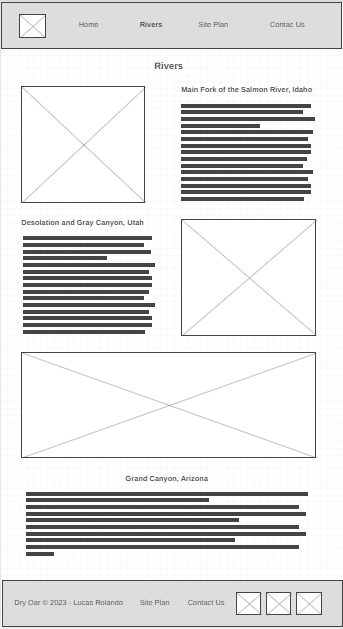 Home Rivers Site Plan Contac Us
Rivers
Main Fork of the Salmon River, Idaho
Desolation and Gray Canyon, Utah
Grand Canyon, Arizona
Dry Oar © 2023 - Lucas Rolando Site Plan Contact Us